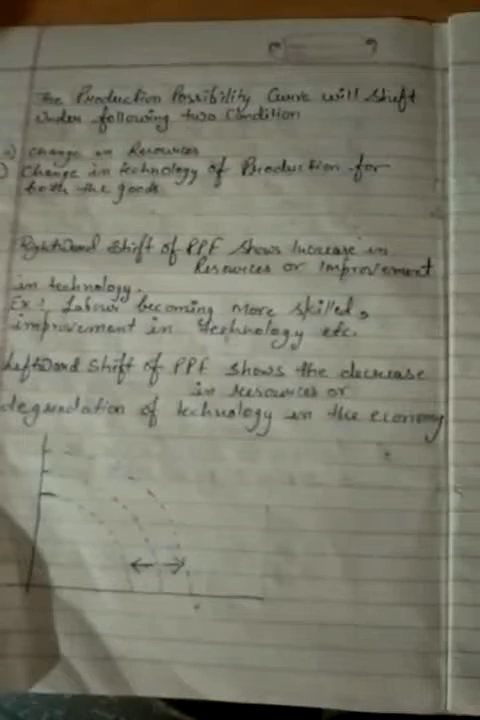 The Production Possibility Curve will shift
under following two Condition
a) change in Resources
) Change in technology of Production for
both the goods
Rightward shift of PPF shows Increase in
Resources or improvement
in technology.
Ex: Labour becoming more skilled,
improvement in technology etc.
Leftward shift of PPF shows the decrease
in resources or
degradation of technology in the economy